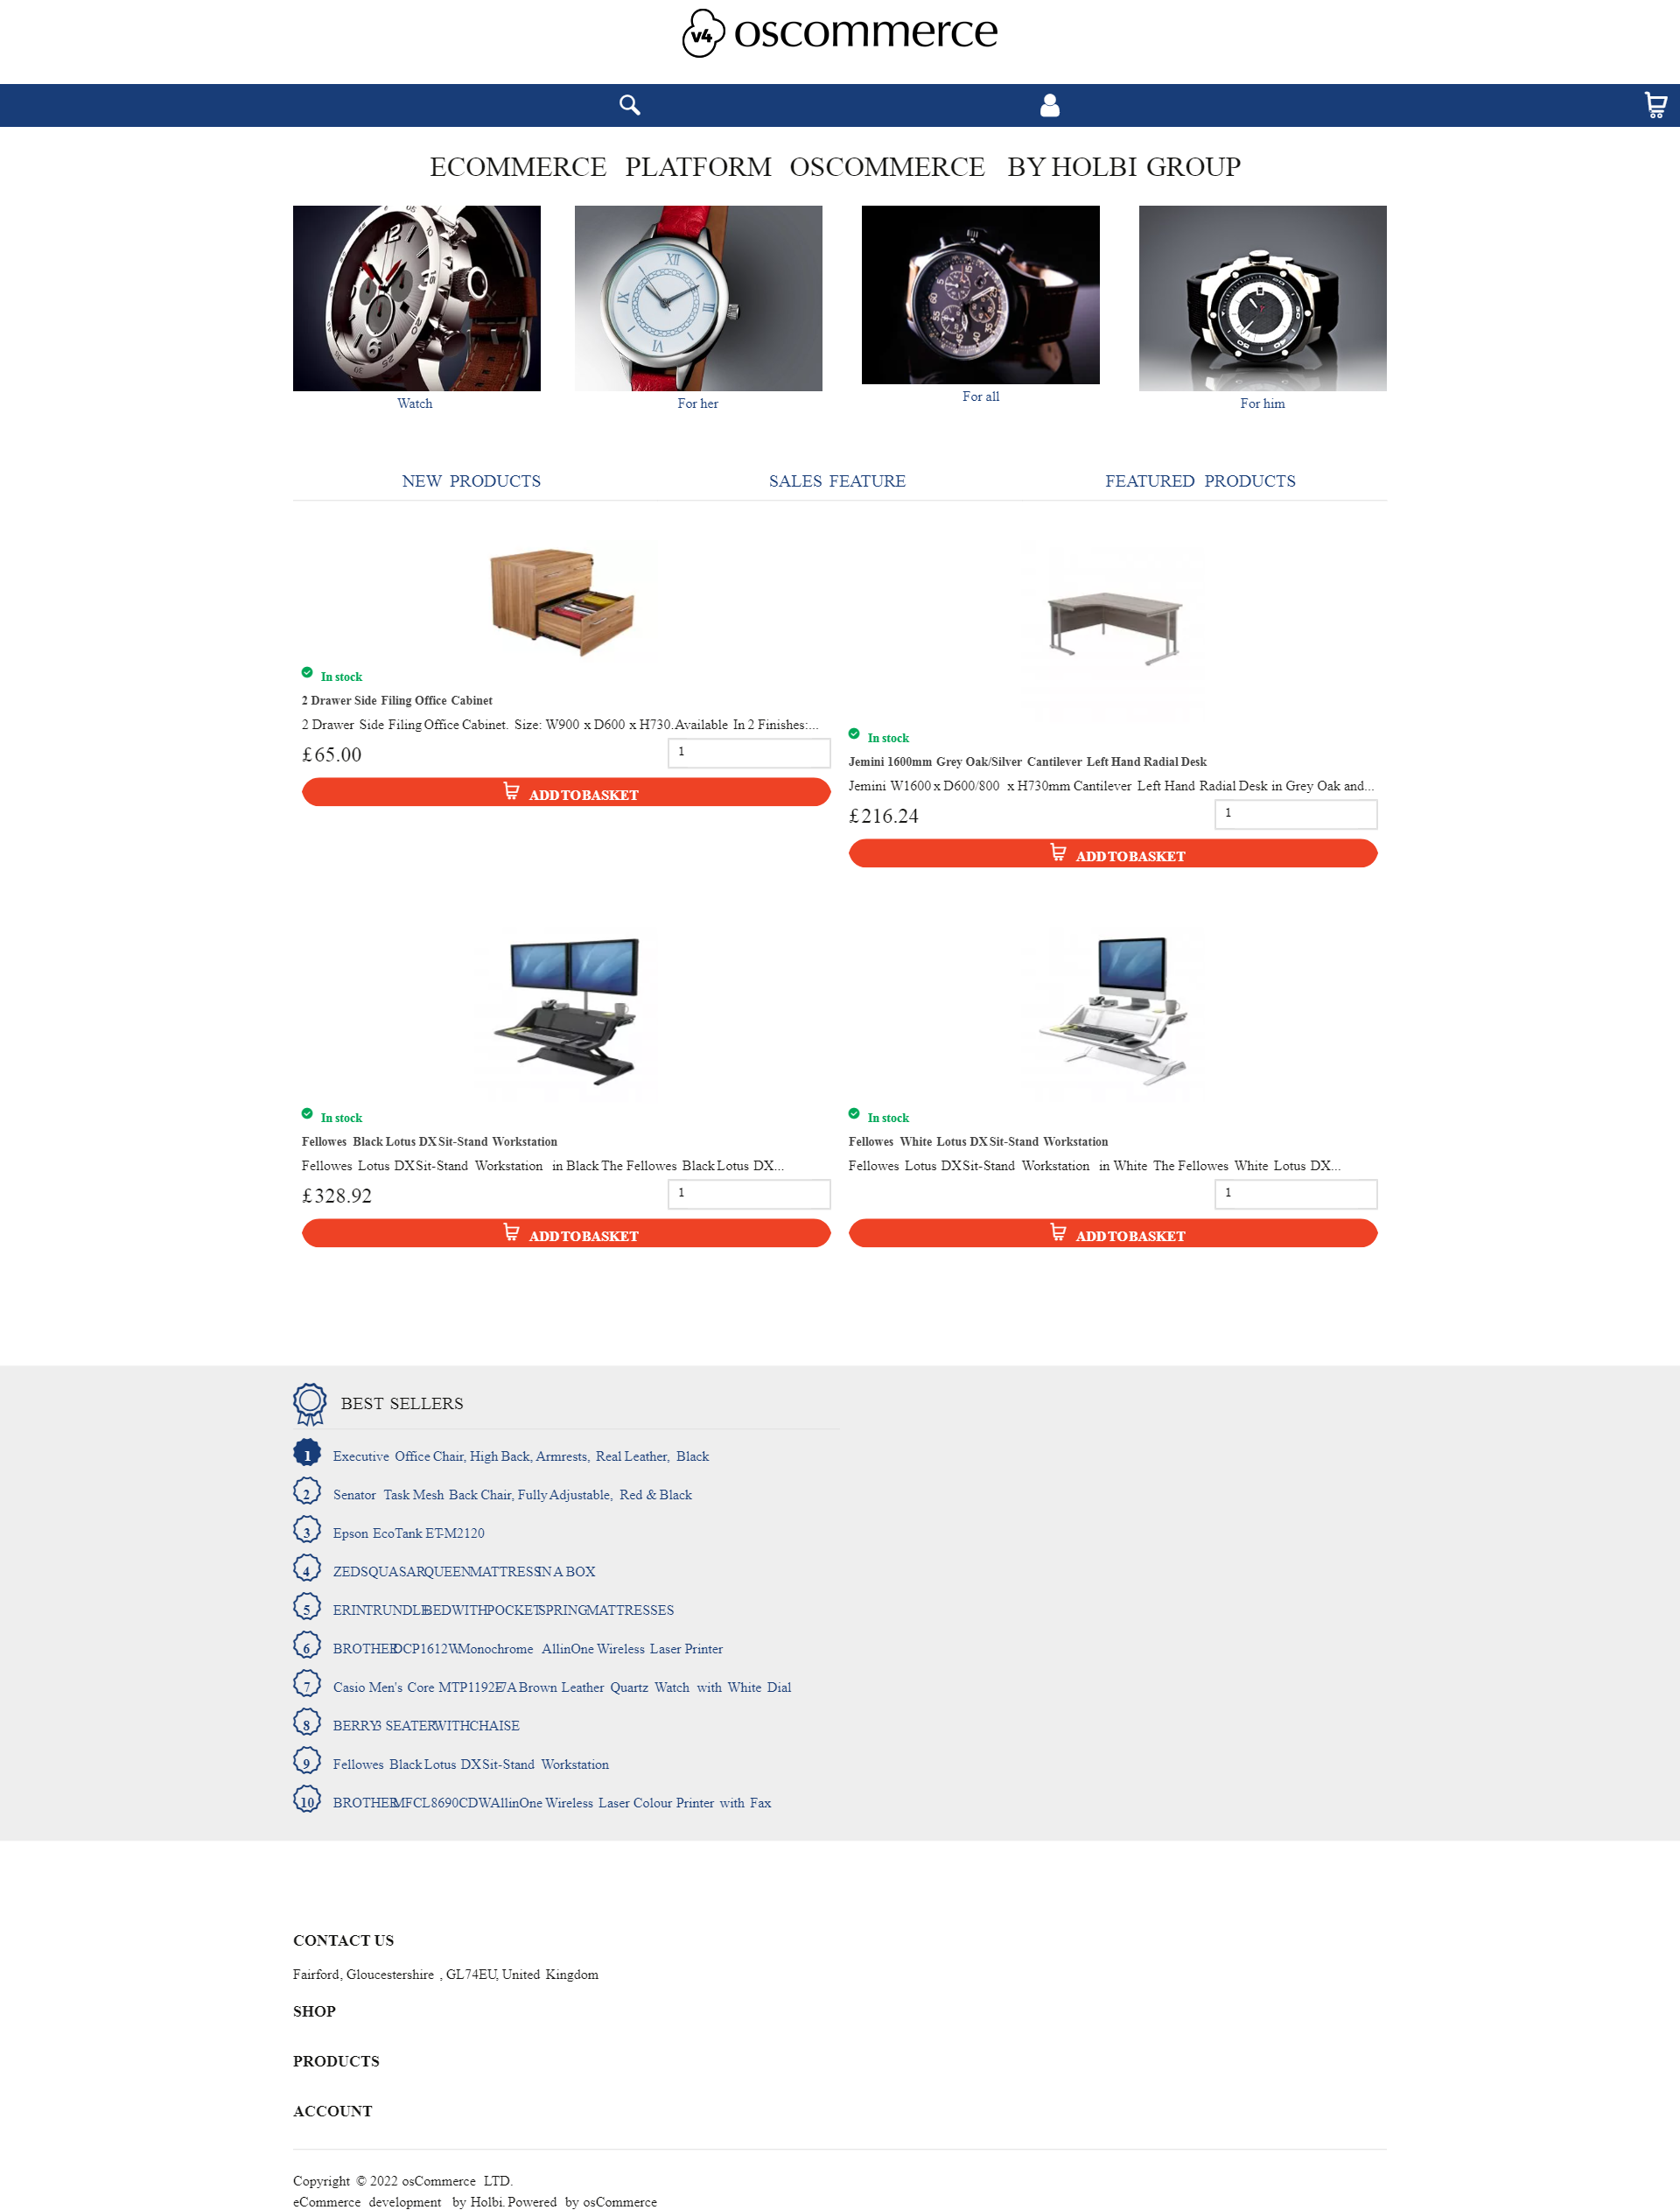 v4 oscommerce
ECOMMERCE PLATFORM OSCOMMERCE BY HOLBI GROUP
Watch
For her
For all
For him
NEW PRODUCTS
SALES FEATURE
FEATURED PRODUCTS
In stock
2 Drawer Side Filing Office Cabinet
2 Drawer Side Filing Office Cabinet. Size: W900 x D600 x H730.Available In 2 Finishes:...
£65.00
1
ADD TO BASKET
In stock
Jemini 1600mm Grey Oak/Silver Cantilever Left Hand Radial Desk
Jemini W1600 x D600/800 x H730mm Cantilever Left Hand Radial Desk in Grey Oak and...
£216.24
1
ADD TO BASKET
In stock
Fellowes Black Lotus DX Sit-Stand Workstation
Fellowes Lotus DX Sit-Stand Workstation in Black The Fellowes Black Lotus DX...
£328.92
1
ADD TO BASKET
In stock
Fellowes White Lotus DX Sit-Stand Workstation
Fellowes Lotus DX Sit-Stand Workstation in White The Fellowes White Lotus DX...
1
ADD TO BASKET
BEST SELLERS
1 Executive Office Chair, High Back, Armrests, Real Leather, Black
2 Senator Task Mesh Back Chair, Fully Adjustable, Red & Black
3 Epson EcoTank ET-M2120
4 ZEDSQUASAR QUEEN MATTRESS IN A BOX
5 ERIN TRUNDLE BED WITH POCKET SPRING MATTRESSES
6 BROTHER DCP1612W Monochrome AllinOne Wireless Laser Printer
7 Casio Men's Core MTP1192E7A Brown Leather Quartz Watch with White Dial
8 BERRY 3 SEATER WITH CHAISE
9 Fellowes Black Lotus DX Sit-Stand Workstation
10 BROTHER MFCL8690CDW AllinOne Wireless Laser Colour Printer with Fax
CONTACT US
Fairford, Gloucestershire , GL74EU, United Kingdom
SHOP
PRODUCTS
ACCOUNT
Copyright © 2022 osCommerce LTD.
eCommerce development by Holbi. Powered by osCommerce